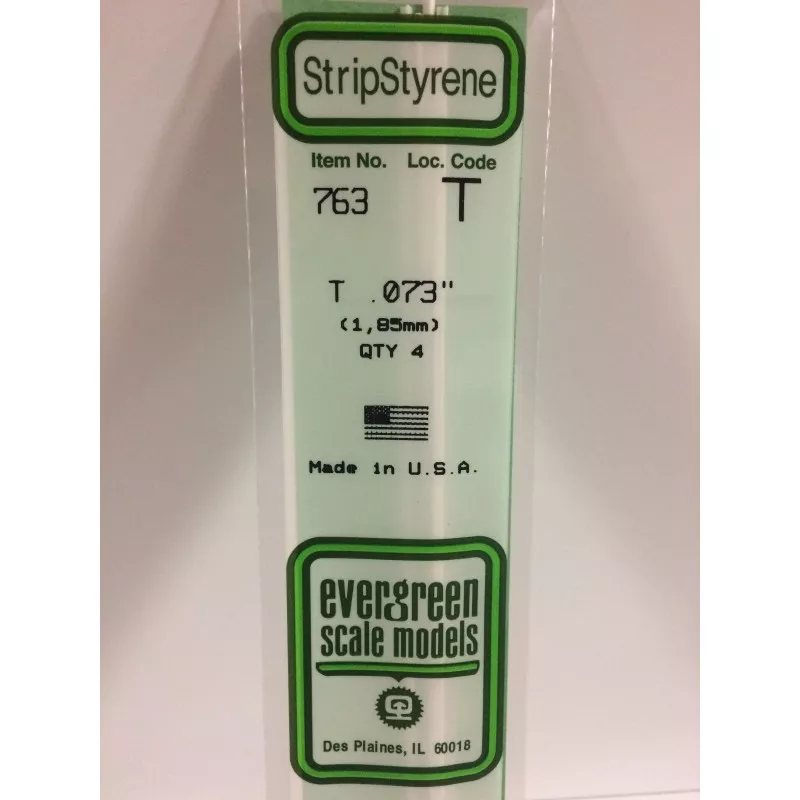 StripStyrene
Item No. Loc. Code
763 T
T .073"
(1,85mm)
QTY 4
Made in U.S.A.
evergreen
scale models
Des Plaines, IL 60018